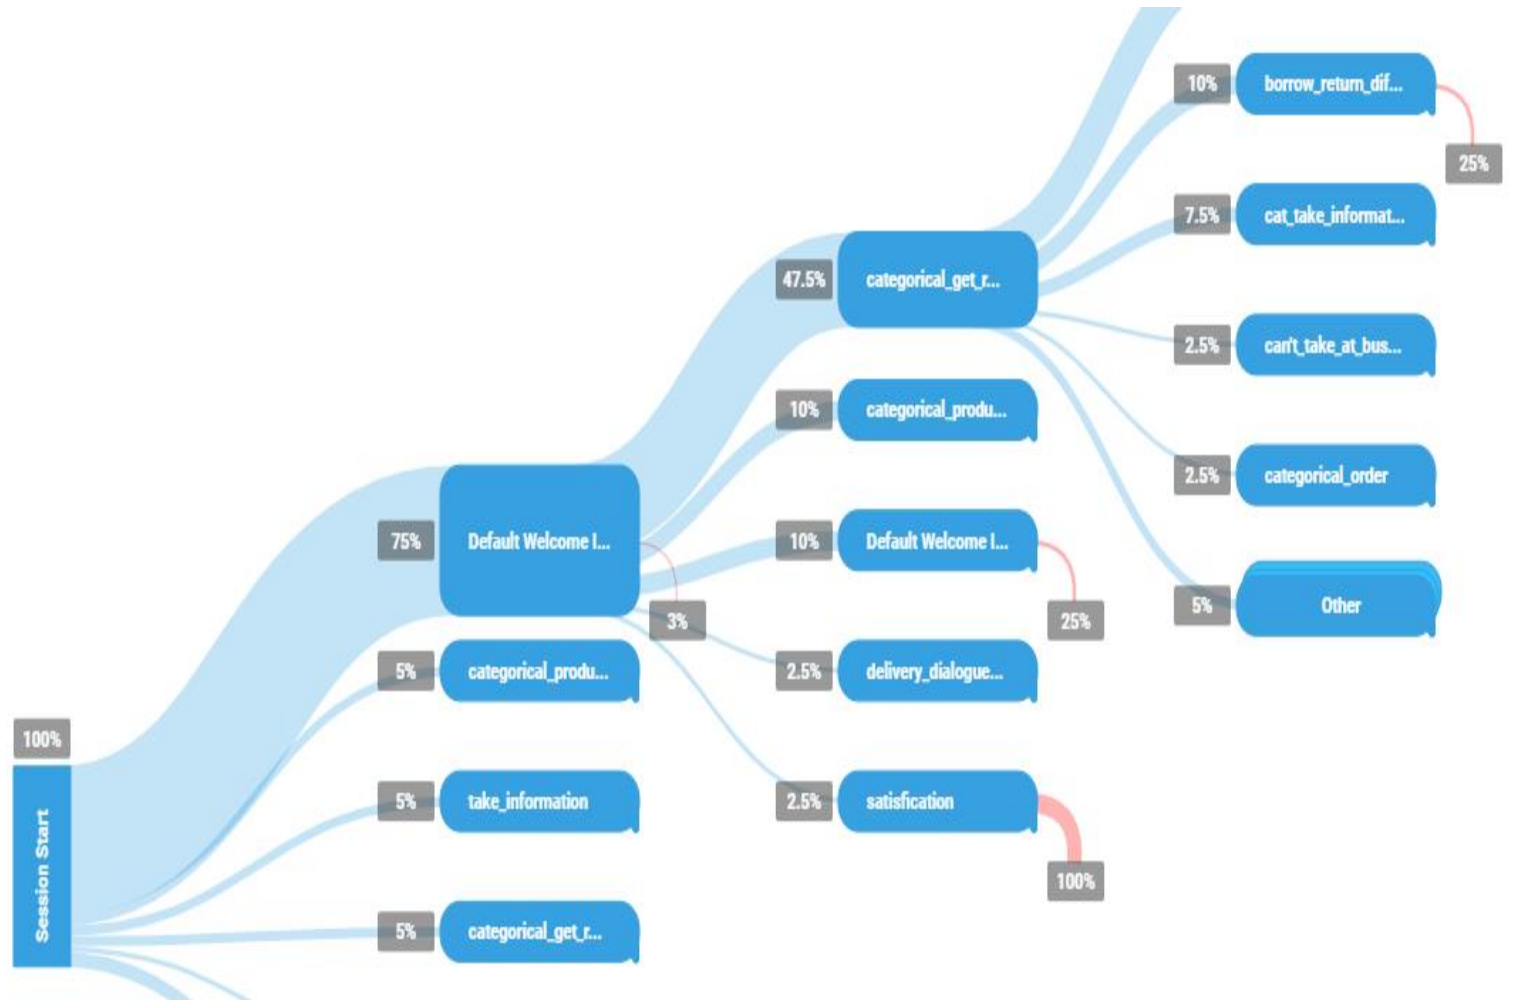 100%
Session Start
75%
Default Welcome I...
3%
5%
categorical_produ...
5%
take_information
5%
categorical_get_r...
47.5%
categorical_get_r...
10%
categorical_produ...
10%
Default Welcome I...
25%
2.5%
delivery_dialogue...
2.5%
satisfication
100%
10%
borrow_return_dif...
25%
7.5%
cat_take_informat...
2.5%
can't_take_at_bus...
2.5%
categorical_order
5%
Other